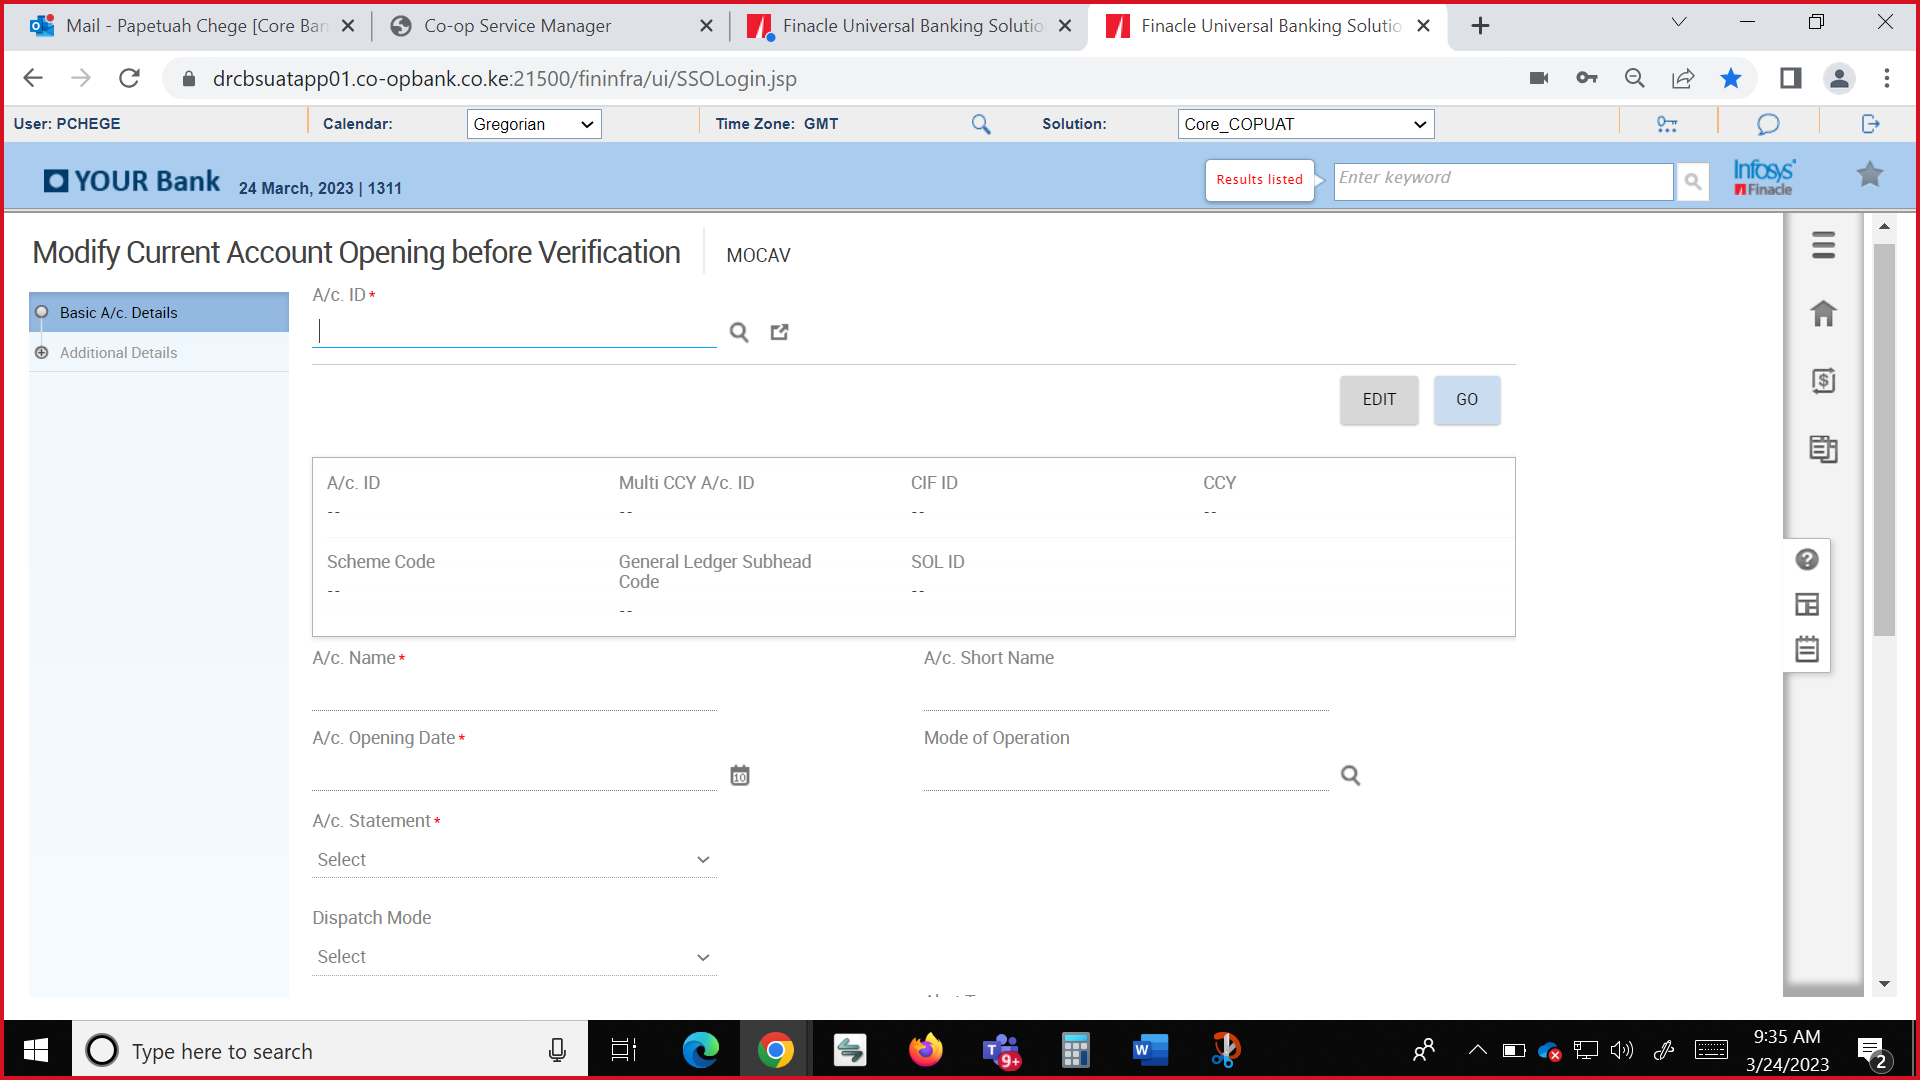 Mail - Papetuah Chege [Core Ban
Co-op Service Manager
Finacle Universal Banking Solutio
Finacle Universal Banking Solutio
drcbsuatapp01.co-opbank.co.ke:21500/fininfra/ui/SSOLogin.jsp
User: PCHEGE
Calendar:
Gregorian
Time Zone: GMT
Solution:
Core_COPUAT
YOUR Bank
24 March, 2023 | 1311
Results listed
Enter keyword
Infosys
Finacle
Modify Current Account Opening before Verification
MOCAV
Basic A/c. Details
Additional Details
A/c. ID *
EDIT
GO
A/c. ID
Multi CCY A/c. ID
CIF ID
CCY
--
--
--
--
Scheme Code
General Ledger Subhead Code
SOL ID
--
--
--
A/c. Name *
A/c. Short Name
A/c. Opening Date *
10
Mode of Operation
A/c. Statement *
Select
Dispatch Mode
Select
Type here to search
9+
9:35 AM
3/24/2023
2